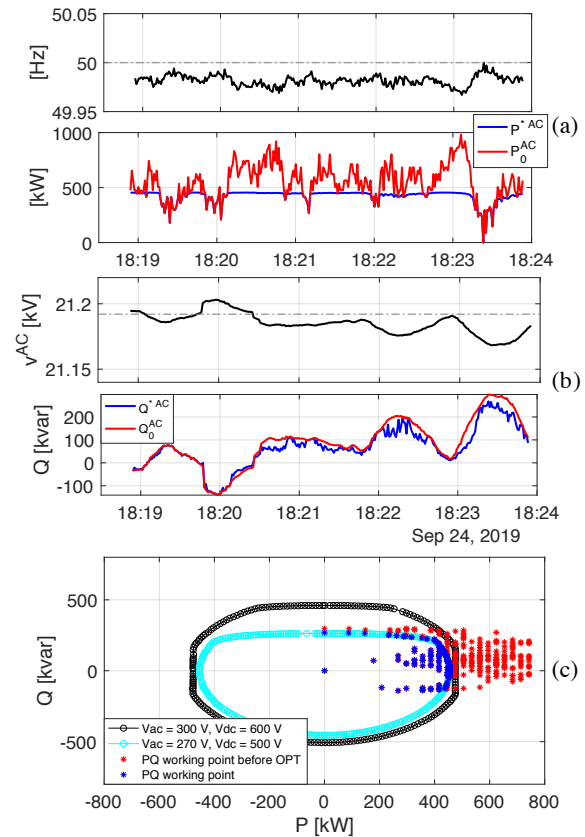 50.05
50
49.95
[Hz]
(a)
P* AC
P0AC
1000
500
0
[kW]
18:19 18:20 18:21 18:22 18:23 18:24
21.2
21.15
vAC [kV]
(b)
Q* AC
Q0AC
200
100
0
-100
Q [kvar]
18:19 18:20 18:21 18:22 18:23 18:24
Sep 24, 2019
500
0
-500
Q [kvar]
(c)
Vac = 300 V, Vdc = 600 V
Vac = 270 V, Vdc = 500 V
PQ working point before OPT
PQ working point
-800 -600 -400 -200 0 200 400 600 800
P [kW]